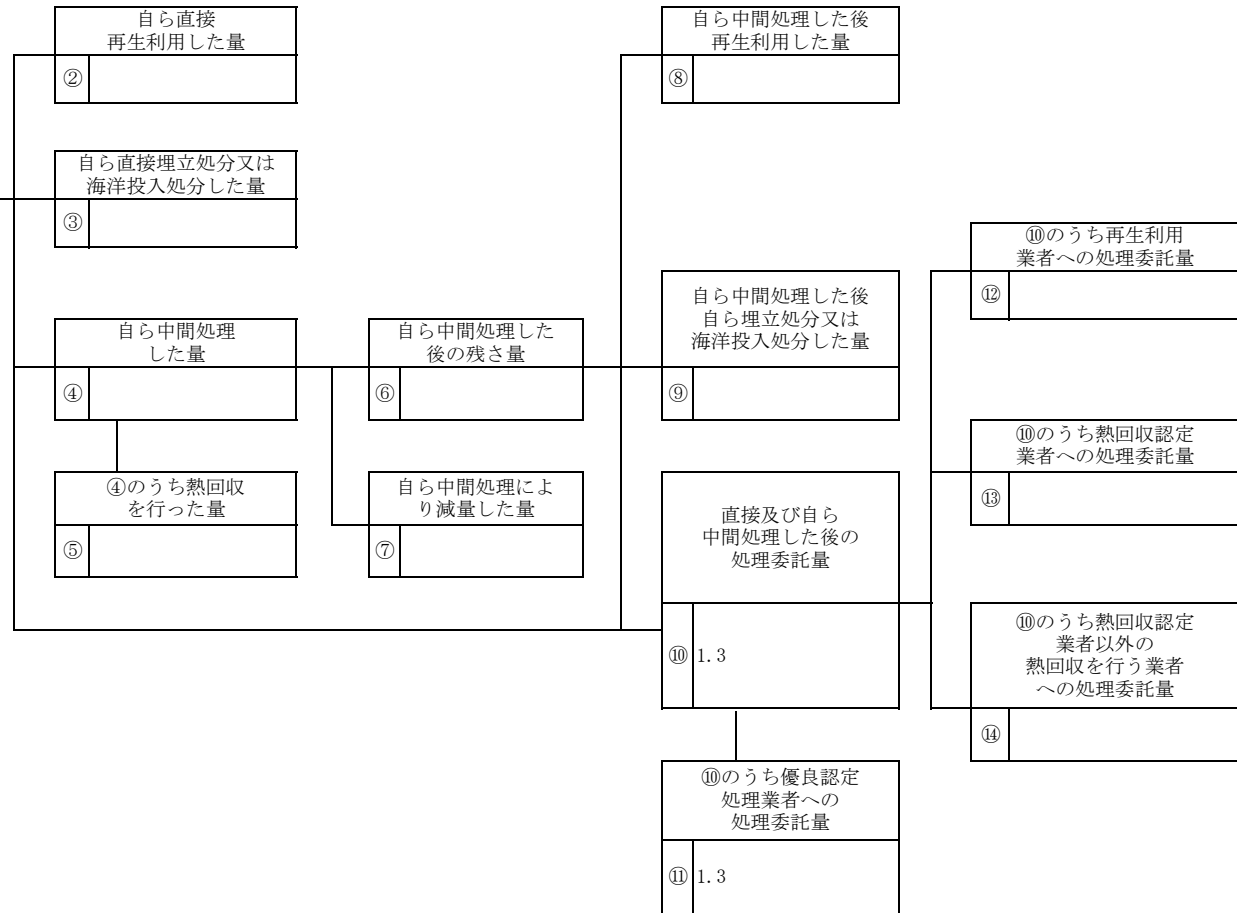 自ら直接
再生利用した量
②
自ら直接埋立処分又は
海洋投入処分した量
③
自ら中間処理
した量
④
④のうち熱回収
を行った量
⑤
自ら中間処理した
後の残さ量
⑥
自ら中間処理によ
り減量した量
⑦
自ら中間処理した後
再生利用した量
⑧
自ら中間処理した後
自ら埋立処分又は
海洋投入処分した量
⑨
直接及び自ら
中間処理した後の
処理委託量
⑩ 1.3
⑩のうち優良認定
処理業者への
処理委託量
⑪ 1.3
⑩のうち再生利用
業者への処理委託量
⑫
⑩のうち熱回収認定
業者への処理委託量
⑬
⑩のうち熱回収認定
業者以外の
熱回収を行う業者
への処理委託量
⑭